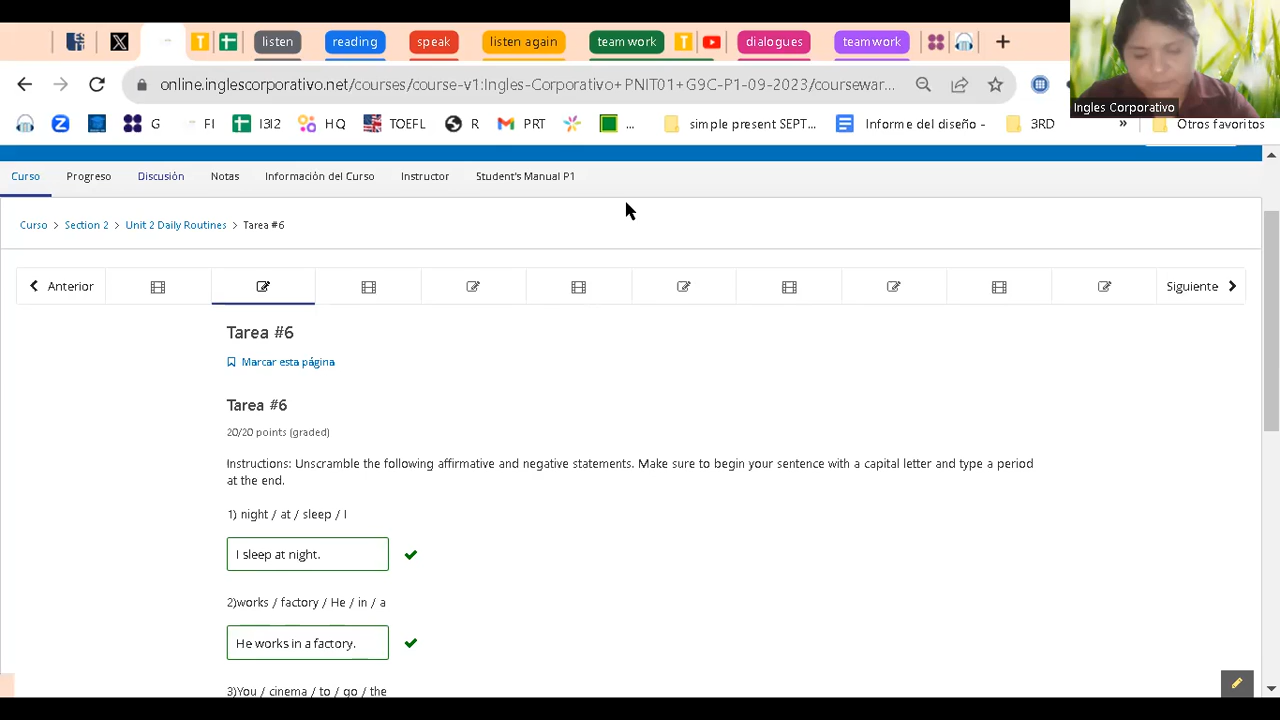 listen reading speak listen again team work dialogues team work
online.inglescorporativo.net/courses/course-v1:Ingles-Corporativo+PNIT01+G9C-P1-09-2023/coursewar...
Ingles Corporativo
G FI I3I2 HQ TOEFL R PRT ... simple present SEPT... Informe del diseño - 3RD » Otros favoritos
Curso Progreso Discusión Notas Información del Curso Instructor Student's Manual P1
Curso > Section 2 > Unit 2 Daily Routines > Tarea #6
Anterior Siguiente
Tarea #6
Marcar esta página
Tarea #6
20/20 points (graded)
Instructions: Unscramble the following affirmative and negative statements. Make sure to begin your sentence with a capital letter and type a period
at the end.
1) night / at / sleep / I
I sleep at night.
2)works / factory / He / in / a
He works in a factory.
3)You / cinema / to / go / the